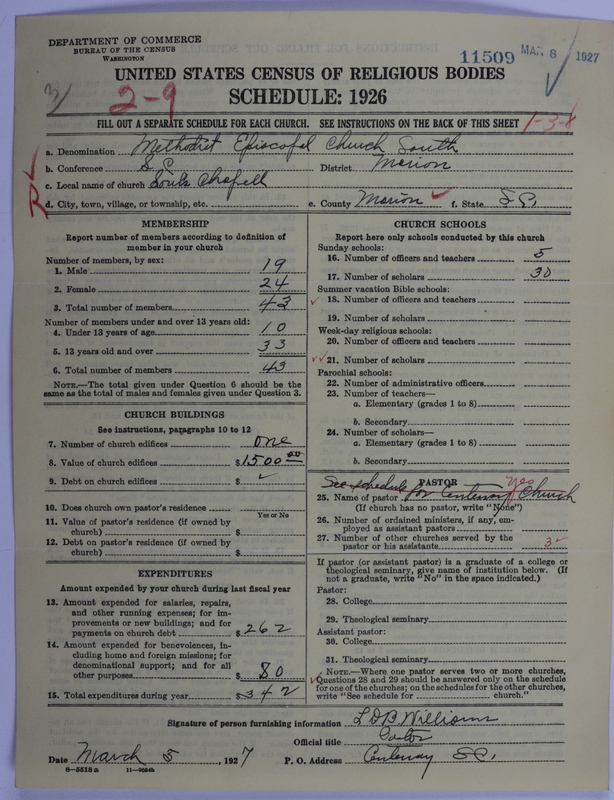 DEPARTMENT OF COMMERCE
BUREAU OF THE CENSUS
WASHINGTON
11509 MAR 8 1927
UNITED STATES CENSUS OF RELIGIOUS BODIES
2-9
SCHEDULE: 1926
FILL OUT A SEPARATE SCHEDULE FOR EACH CHURCH. SEE INSTRUCTIONS ON THE BACK OF THIS SHEET
1-3-8
a. Denomination Methodist Episcopal Church South
b. Conference S.C. District Marion
c. Local name of church Souls Chapell
d. City, town, village, or township, etc. e. County Marion f. State S.C.
MEMBERSHIP
Report number of members according to definition of
member in your church
Number of members, by sex:
1. Male 19
2. Female 24
3. Total number of members 43
Number of members under and over 13 years old:
4. Under 13 years of age 10
5. 13 years old and over 33
6. Total number of members 43
NOTE.—The total given under Question 6 should be the
same as the total of males and females given under Question 3.
CHURCH BUILDINGS
See instructions, paragraphs 10 to 12
7. Number of church edifices one
8. Value of church edifices $1500.00
9. Debt on church edifices $
10. Does church own pastor's residence
Yes or No
11. Value of pastor's residence (if owned by
church) $
12. Debt on pastor's residence (if owned by
church) $
EXPENDITURES
Amount expended by your church during last fiscal year
13. Amount expended for salaries, repairs,
and other running expenses; for im-
provements or new buildings; and for
payments on church debt $262
14. Amount expended for benevolences, in-
cluding home and foreign missions; for
denominational support; and for all
other purposes $80
15. Total expenditures during year $342
CHURCH SCHOOLS
Report here only schools conducted by this church
Sunday schools:
16. Number of officers and teachers 5
17. Number of scholars 30
Summer vacation Bible schools:
18. Number of officers and teachers
19. Number of scholars
Week-day religious schools:
20. Number of officers and teachers
21. Number of scholars
Parochial schools:
22. Number of administrative officers
23. Number of teachers—
a. Elementary (grades 1 to 8)
b. Secondary
24. Number of scholars—
a. Elementary (grades 1 to 8)
b. Secondary
PASTOR yes
See schedule for Centenary Church
25. Name of pastor
(If church has no pastor, write "None")
26. Number of ordained ministers, if any, em-
ployed as assistant pastors
27. Number of other churches served by the
pastor or his assistants 3
If pastor (or assistant pastor) is a graduate of a college or
theological seminary, give name of institution below. (If
not a graduate, write "No" in the space indicated.)
Pastor:
28. College
29. Theological seminary
Assistant pastor:
30. College
31. Theological seminary
NOTE.—Where one pastor serves two or more churches,
Questions 28 and 29 should be answered only on the schedule
for one of the churches; on the schedules for the other churches,
write "See schedule for church."
Signature of person furnishing information L D B Williams
Official title Pastor
Date March 5, 1927 P. O. Address Centenary S.C.
8-5518a